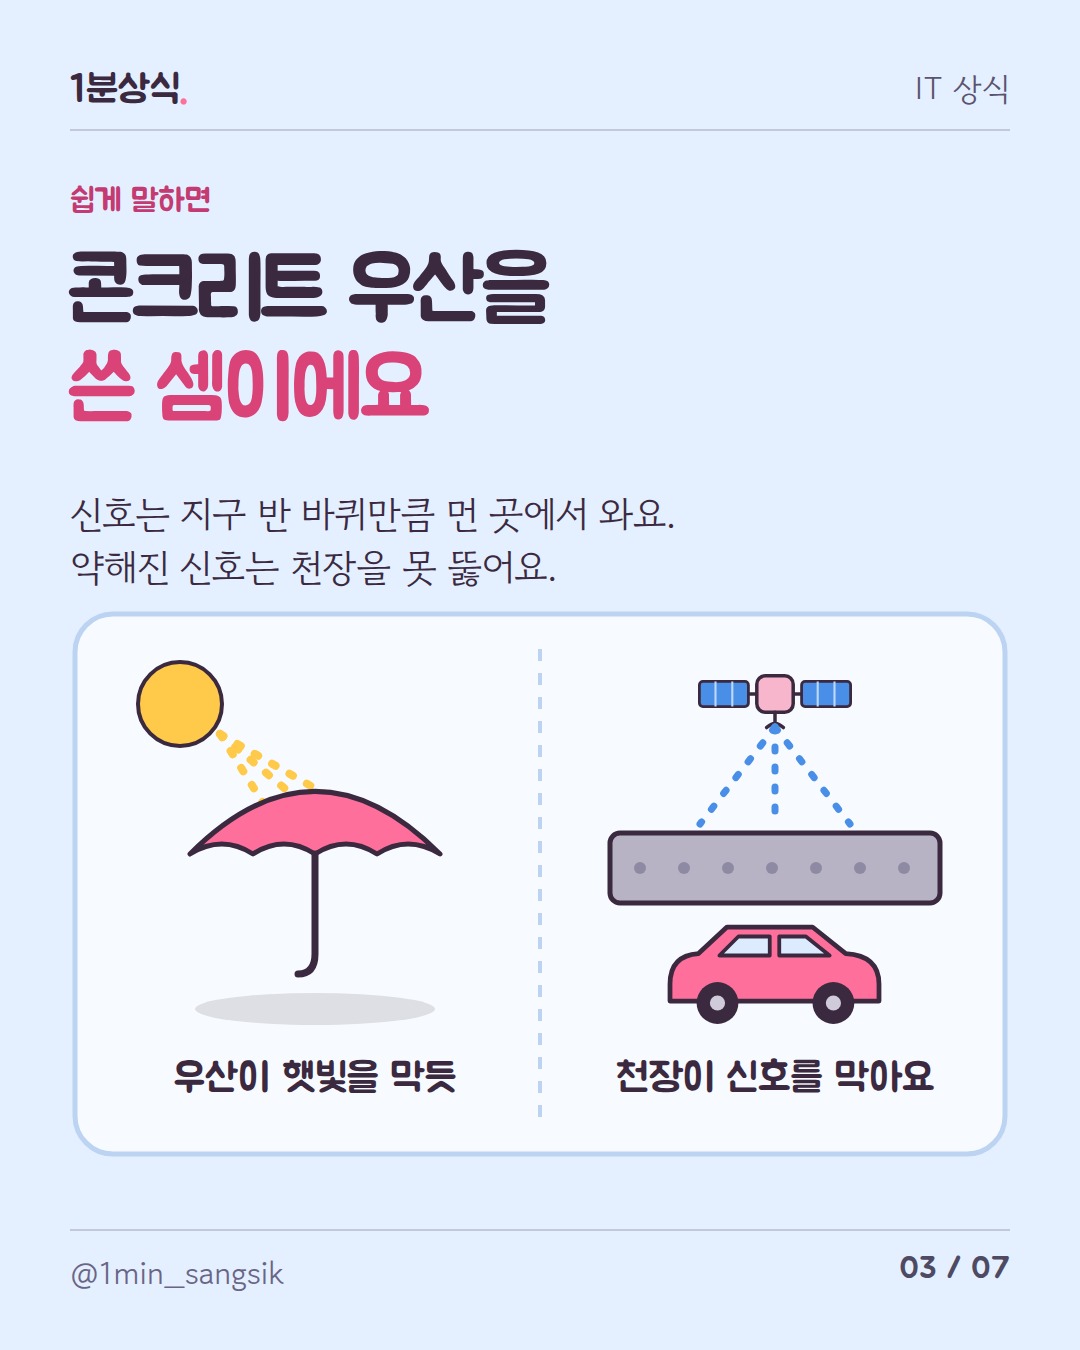 1분상식.
IT 상식
쉽게 말하면
콘크리트 우산을
쓴 셈이에요
신호는 지구 반 바퀴만큼 먼 곳에서 와요.
약해진 신호는 천장을 못 뚫어요.
우산이 햇빛을 막듯
천장이 신호를 막아요
@1min_sangsik
03 / 07